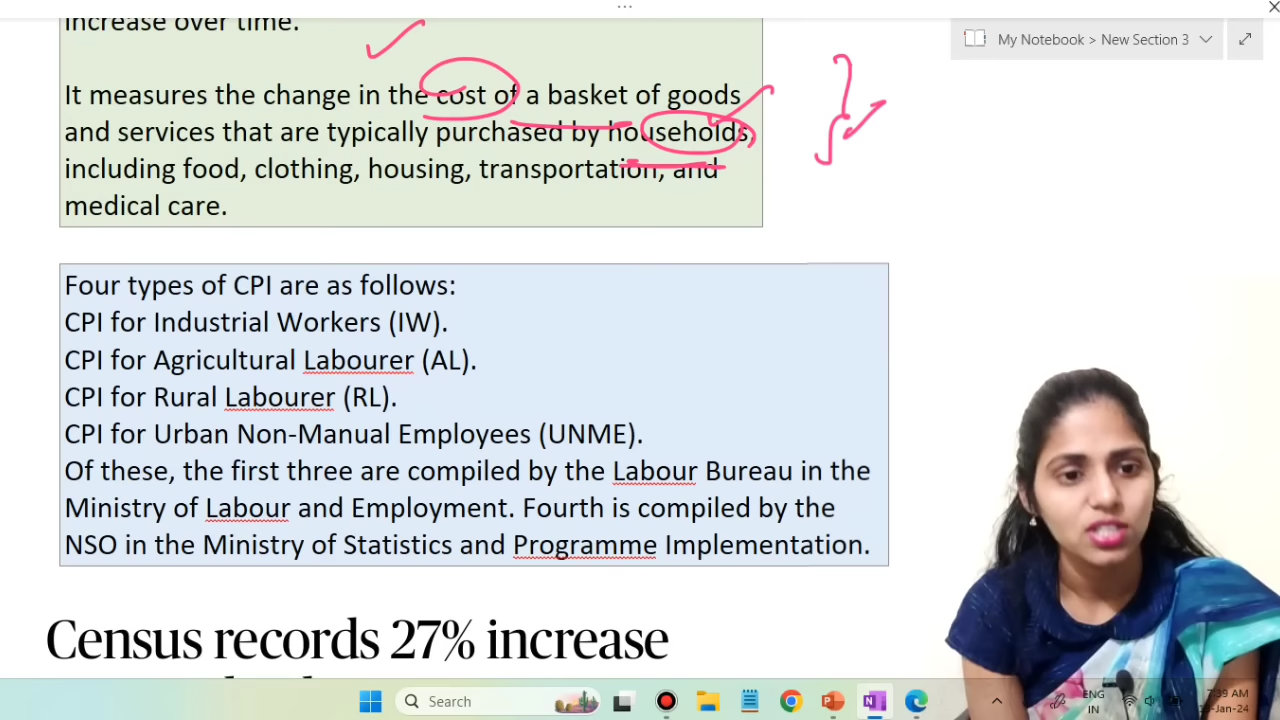 increase over time.
My Notebook > New Section 3
It measures the change in the cost of a basket of goods
and services that are typically purchased by households,
including food, clothing, housing, transportation, and
medical care.
Four types of CPI are as follows:
CPI for Industrial Workers (IW).
CPI for Agricultural Labourer (AL).
CPI for Rural Labourer (RL).
CPI for Urban Non-Manual Employees (UNME).
Of these, the first three are compiled by the Labour Bureau in the
Ministry of Labour and Employment. Fourth is compiled by the
NSO in the Ministry of Statistics and Programme Implementation.
Census records 27% increase
Search
ENG
IN
7:39 AM
-Jan-24